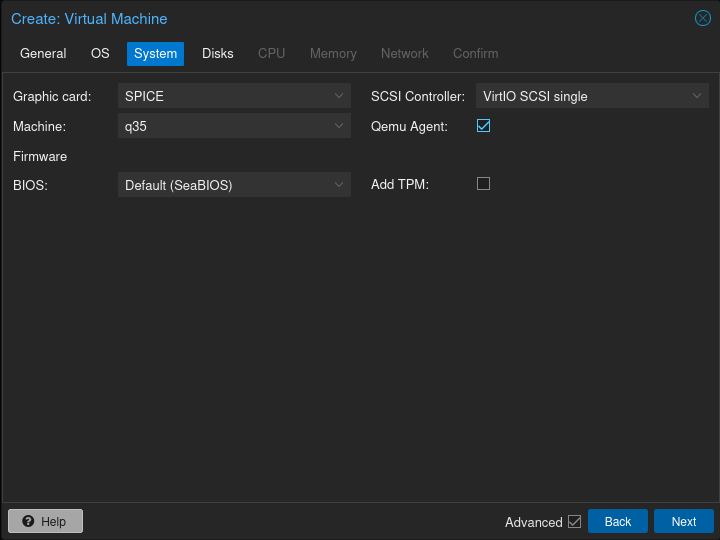 Create: Virtual Machine
General OS System Disks CPU Memory Network Confirm
Graphic card: SPICE SCSI Controller: VirtIO SCSI single
Machine: q35 Qemu Agent:
Firmware
BIOS: Default (SeaBIOS) Add TPM:
Help Advanced Back Next